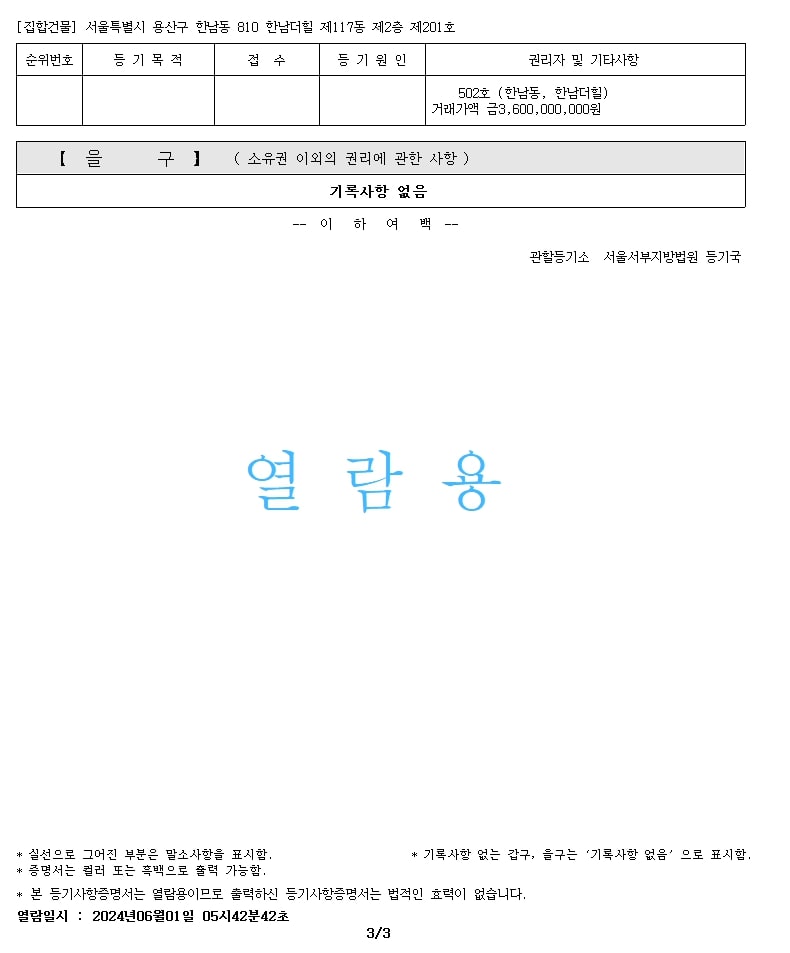 [집합건물] 서울특별시 용산구 한남동 810 한남더힐 제117동 제2층 제201호
순위번호 등 기 목 적 접 수 등 기 원 인 권리자 및 기타사항
502호 (한남동, 한남더힐)
거래가액 금3,600,000,000원
【 을 구 】 ( 소유권 이외의 권리에 관한 사항 )
기록사항 없음
-- 이 하 여 백 --
관할등기소 서울서부지방법원 등기국
열 람 용
* 실선으로 그어진 부분은 말소사항을 표시함. * 기록사항 없는 갑구, 을구는 '기록사항 없음' 으로 표시함.
* 증명서는 컬러 또는 흑백으로 출력 가능함.
* 본 등기사항증명서는 열람용이므로 출력하신 등기사항증명서는 법적인 효력이 없습니다.
열람일시 : 2024년06월01일 05시42분42초
3/3